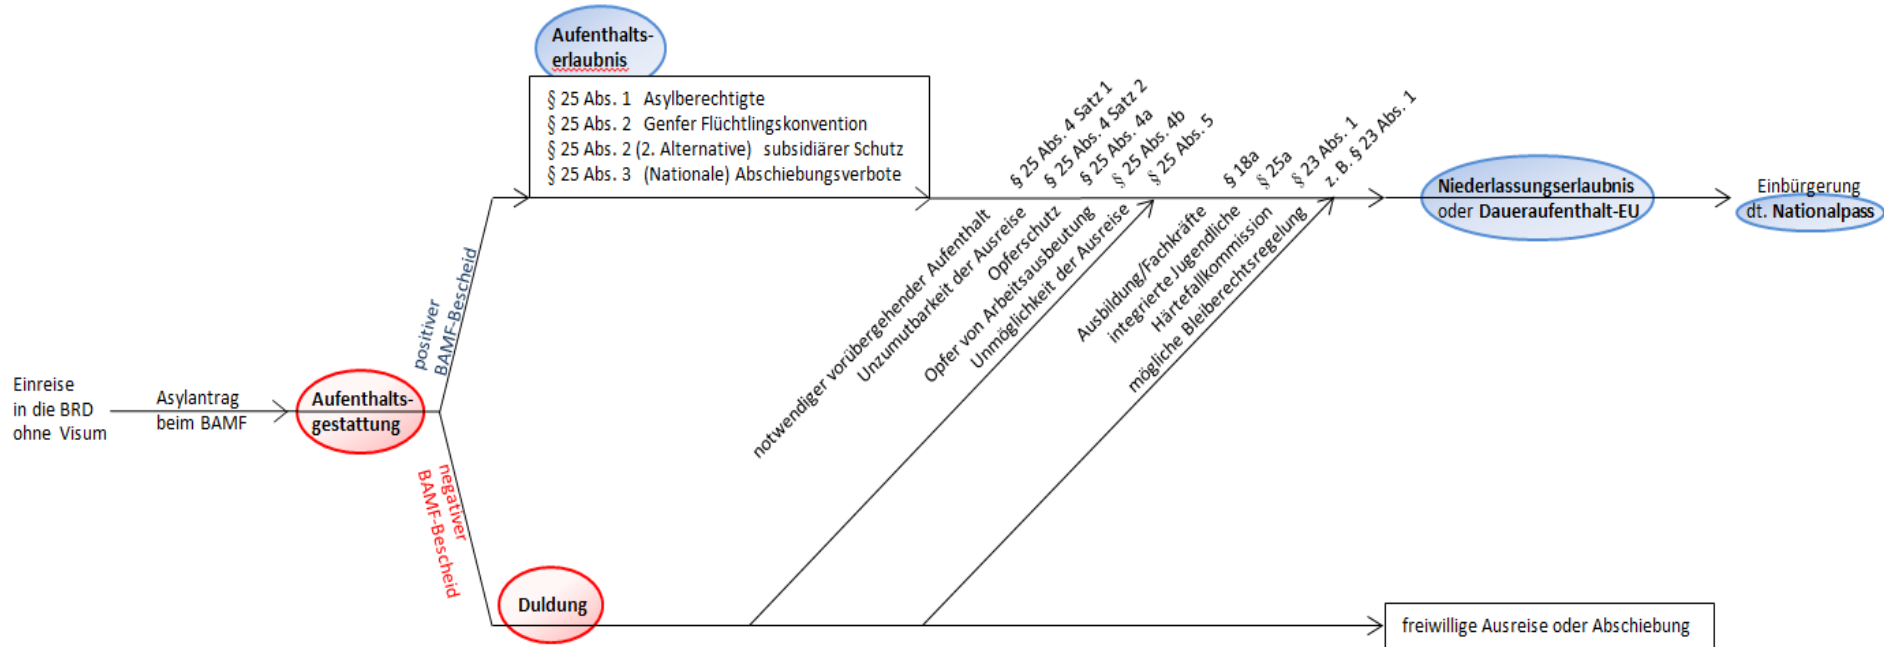 Aufenthalts-
erlaubnis
§ 25 Abs. 1 Asylberechtigte
§ 25 Abs. 2 Genfer Flüchtlingskonvention
§ 25 Abs. 2 (2. Alternative) subsidiärer Schutz
§ 25 Abs. 3 (Nationale) Abschiebungsverbote
§ 25 Abs. 4 Satz 1
§ 25 Abs. 4 Satz 2
§ 25 Abs. 4a
§ 25 Abs. 4b
§ 25 Abs. 5
§ 18a
§ 25a
§ 23 Abs. 1
z. B. § 23 Abs. 1
notwendiger vorübergehender Aufenthalt
Unzumutbarkeit der Ausreise
Opferschutz
Opfer von Arbeitsausbeutung
Unmöglichkeit der Ausreise
Ausbildung/Fachkräfte
integrierte Jugendliche
Härtefallkommission
mögliche Bleiberechtsregelung
Niederlassungserlaubnis
oder Daueraufenthalt-EU
Einbürgerung
dt. Nationalpass
positiver
BAMF-Bescheid
Einreise
in die BRD
ohne Visum
Asylantrag
beim BAMF
Aufenthalts-
gestattung
negativer
BAMF-Bescheid
Duldung
freiwillige Ausreise oder Abschiebung